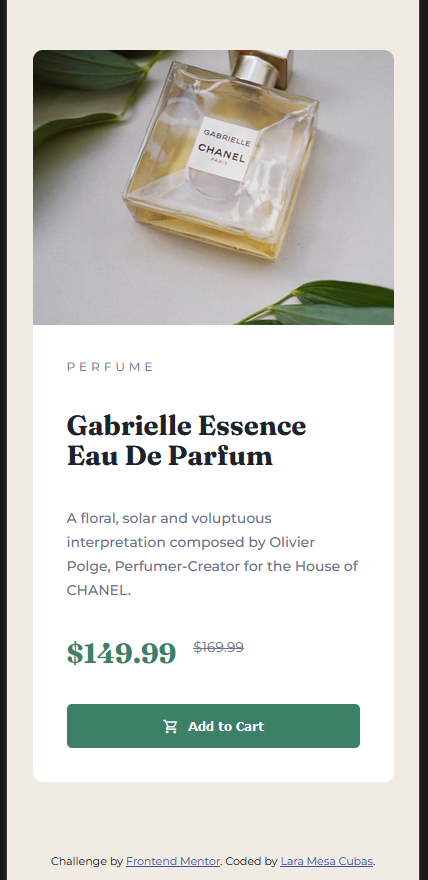 GABRIELLE
CHANEL
PARIS
PERFUME
Gabrielle Essence
Eau De Parfum
A floral, solar and voluptuous
interpretation composed by Olivier
Polge, Perfumer-Creator for the House of
CHANEL.
$149.99 $169.99
Add to Cart
Challenge by Frontend Mentor. Coded by Lara Mesa Cubas.